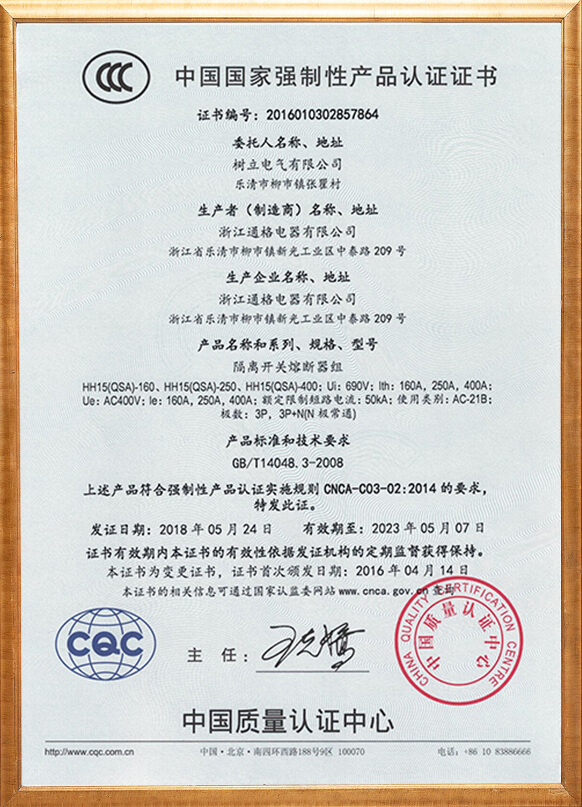 CCC
中国国家强制性产品认证证书
证书编号：2016010302857864
委托人名称、地址
树立电气有限公司
乐清市柳市镇张瞿村
生产者（制造商）名称、地址
浙江通格电器有限公司
浙江省乐清市柳市镇新光工业区中泰路 209 号
生产企业名称、地址
浙江通格电器有限公司
浙江省乐清市柳市镇新光工业区中泰路 209 号
产品名称和系列、规格、型号
隔离开关熔断器组
HH15(QSA)-160、HH15(QSA)-250、HH15(QSA)-400；Ui：690V；Ith：160A，250A，400A；
Ue：AC400V；Ie：160A，250A，400A；额定限制短路电流：50kA；使用类别：AC-21B；
极数：3P，3P+N(N 极常通)
产品标准和技术要求
GB/T14048.3-2008
上述产品符合强制性产品认证实施规则 CNCA-C03-02:2014 的要求，
特发此证。
发证日期：2018 年 05 月 24 日 有效期至：2023 年 05 月 07 日
证书有效期内本证书的有效性依据发证机构的定期监督获得保持。
本证书为变更证书，证书首次颁发日期：2016 年 04 月 14 日
本证书的相关信息可通过国家认监委网站 www.cnca.gov.cn 查询
CHINA QUALITY CERTIFICATION CENTRE
中国质量认证中心
CQC
主 任：
中国质量认证中心
http://www.cqc.com.cn 中国·北京·南四环西路188号9区 100070 电话：+86 10 83886666